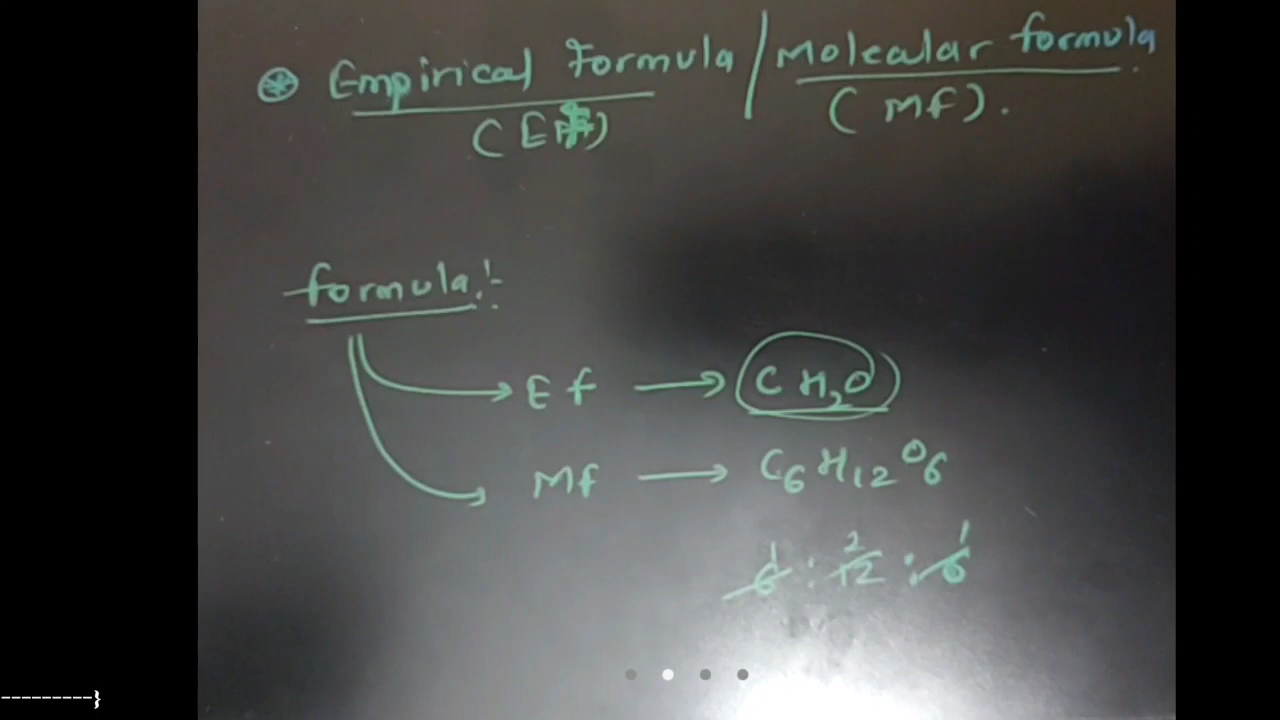 Empirical Formula / Molecular formula
(EF) (Mf).
formula:-
Ef → CH₂O
Mf → C₆H₁₂O₆
1 2 1
6 : 12 : 6
---------}